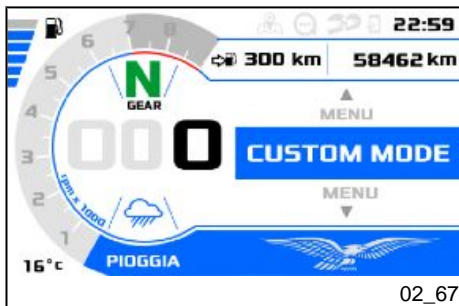 22:59
300 km 58462 km
8
7
6
5
4
3
2
1
rpm x 1000
N
GEAR
000
MENU
CUSTOM MODE
MENU
16°c
PIOGGIA
02_67